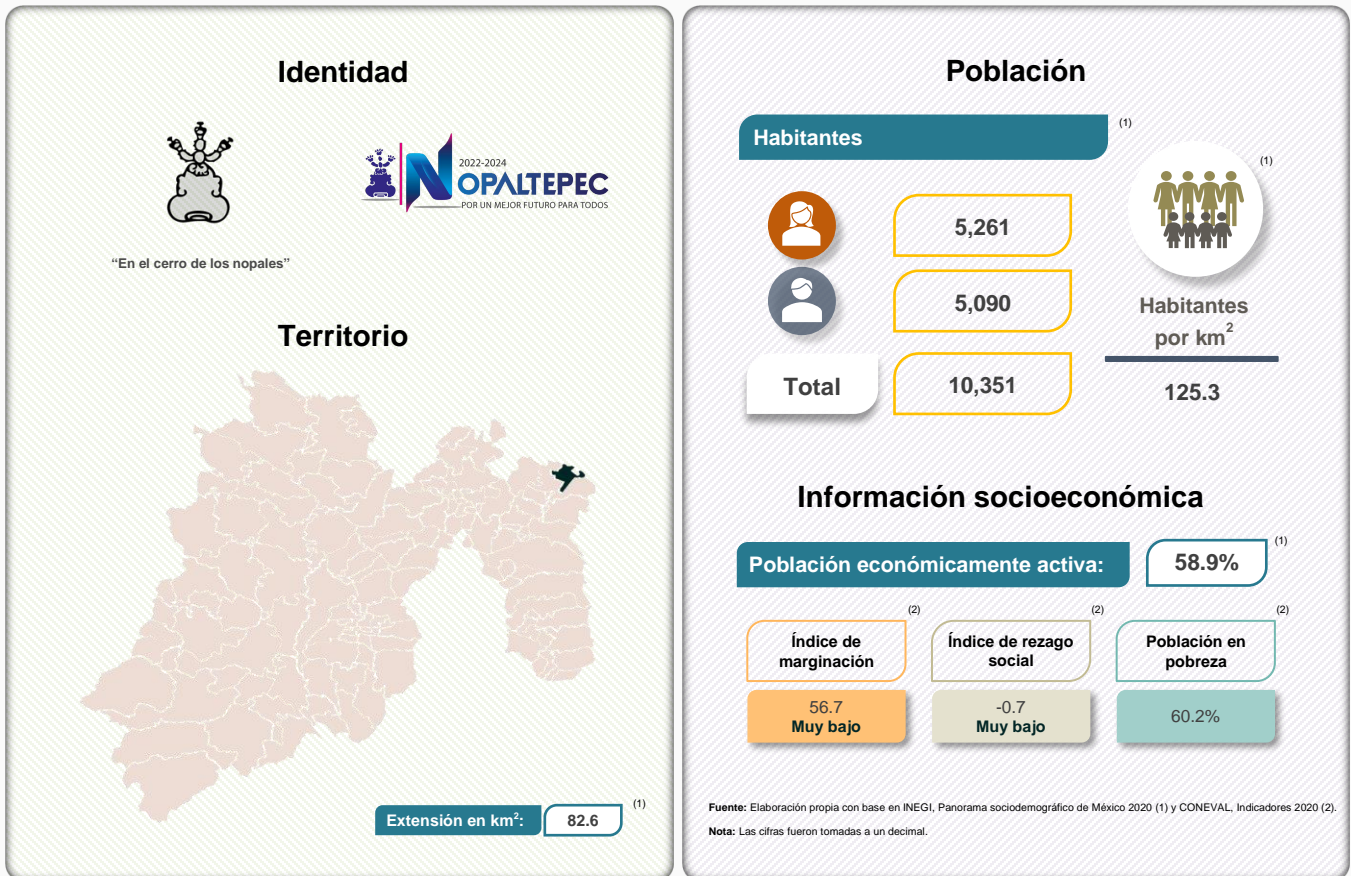 Identidad
2022-2024
NOPALTEPEC
POR UN MEJOR FUTURO PARA TODOS
“En el cerro de los nopales”
Territorio
Extensión en km²:
82.6
(1)
Población
Habitantes
(1)
5,261
5,090
Total
10,351
(1)
Habitantes
por km²
125.3
Información socioeconómica
Población económicamente activa:
58.9%
(1)
(2)
Índice de
marginación
56.7
Muy bajo
(2)
Índice de rezago
social
-0.7
Muy bajo
(2)
Población en
pobreza
60.2%
Fuente: Elaboración propia con base en INEGI, Panorama sociodemográfico de México 2020 (1) y CONEVAL, Indicadores 2020 (2).
Nota: Las cifras fueron tomadas a un decimal.